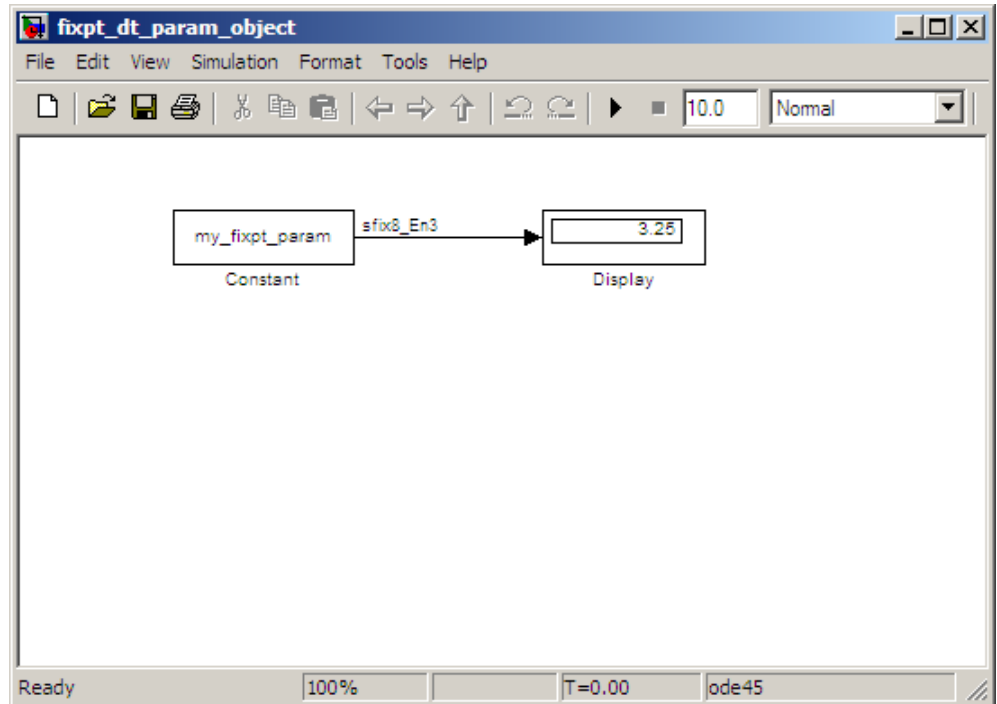 fixpt_dt_param_object
File Edit View Simulation Format Tools Help
10.0 Normal
my_fixpt_param sfix8_En3 3.25
Constant Display
Ready 100% T=0.00 ode45